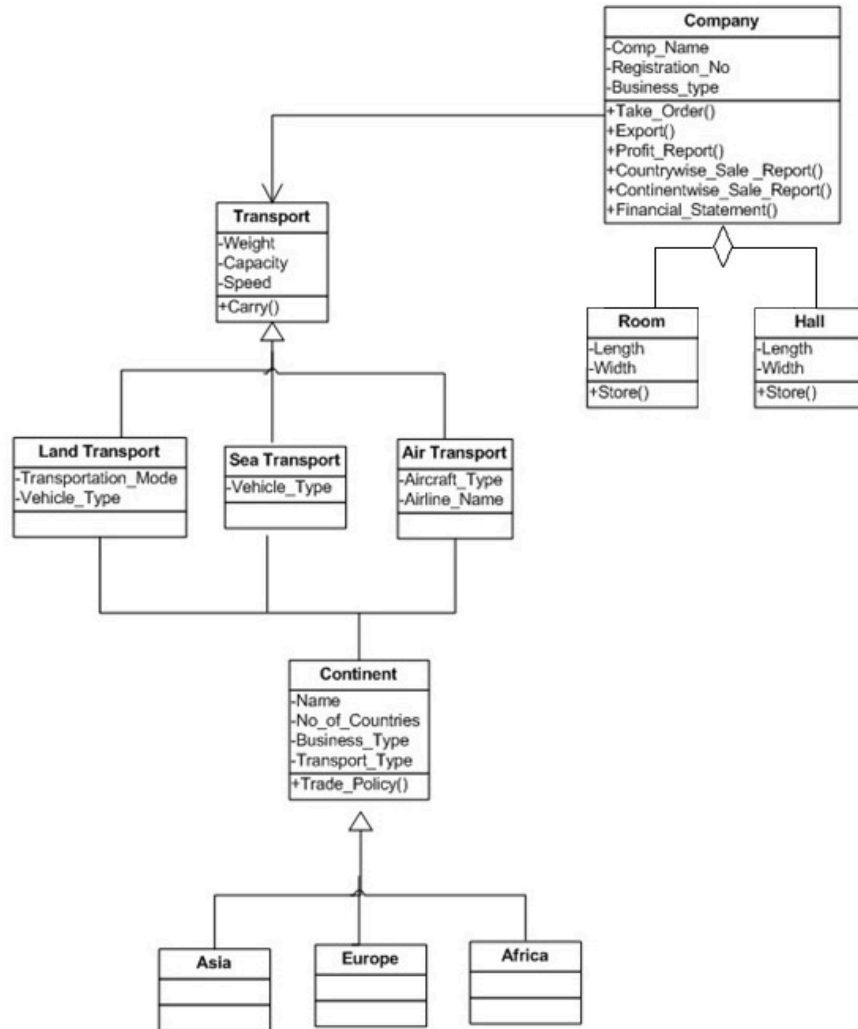 Company
-Comp_Name
-Registration_No
-Business_type
+Take_Order()
+Export()
+Profit_Report()
+Countrywise_Sale _Report()
+Continentwise_Sale_Report()
+Financial_Statement()
Transport
-Weight
-Capacity
-Speed
+Carry()
Room
-Length
-Width
+Store()
Hall
-Length
-Width
+Store()
Land Transport
-Transportation_Mode
-Vehicle_Type
Sea Transport
-Vehicle_Type
Air Transport
-Aircraft_Type
-Airline_Name
Continent
-Name
-No_of_Countries
-Business_Type
-Transport_Type
+Trade_Policy()
Asia
Europe
Africa